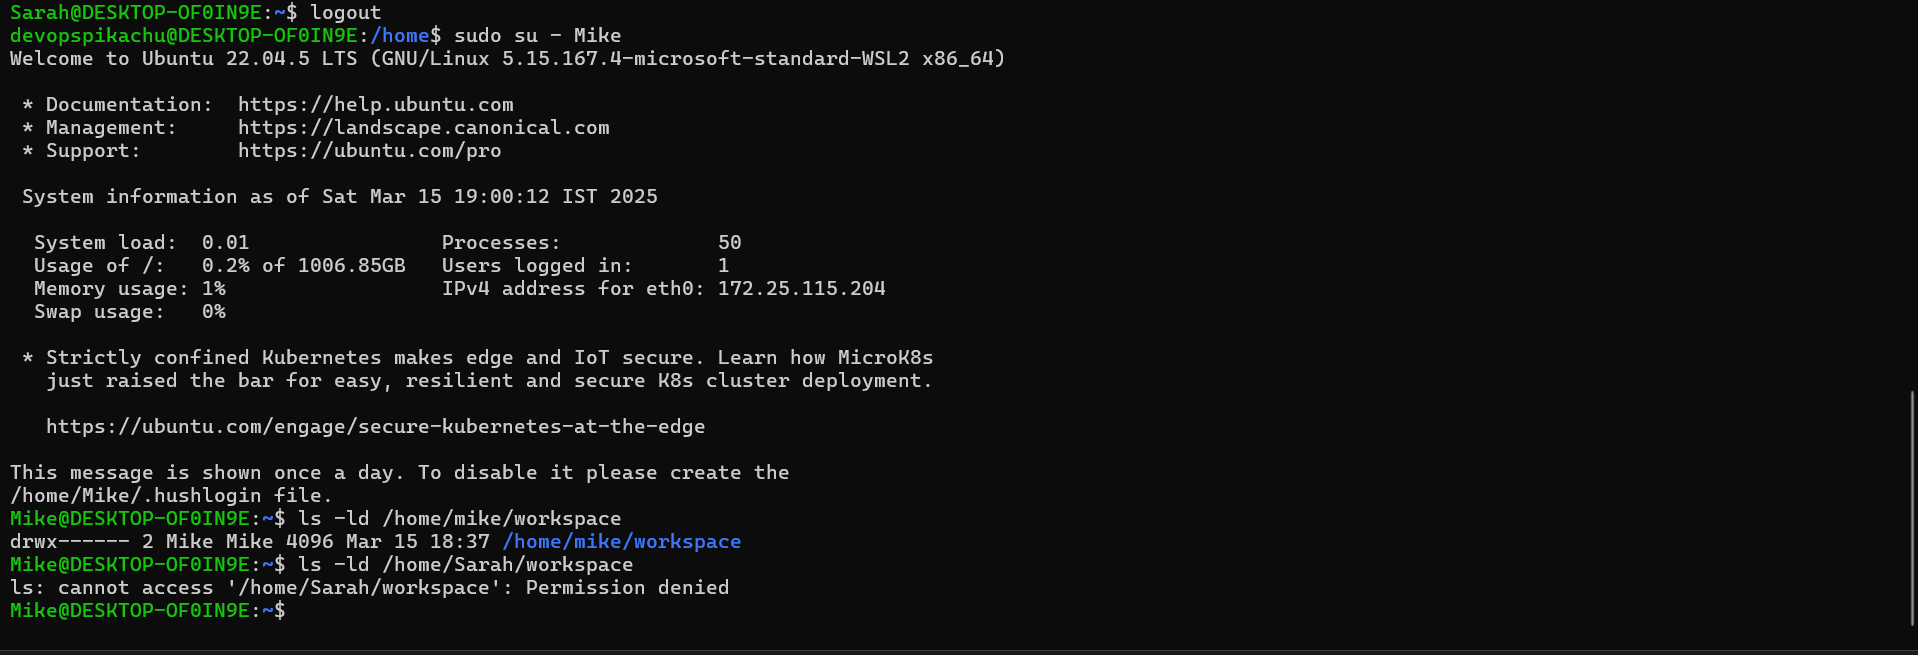 Sarah@DESKTOP-OF0IN9E:~$ logout
devopspikachu@DESKTOP-OF0IN9E:/home$ sudo su - Mike
Welcome to Ubuntu 22.04.5 LTS (GNU/Linux 5.15.167.4-microsoft-standard-WSL2 x86_64)

 * Documentation:  https://help.ubuntu.com
 * Management:     https://landscape.canonical.com
 * Support:        https://ubuntu.com/pro

 System information as of Sat Mar 15 19:00:12 IST 2025

  System load:  0.01                Processes:             50
  Usage of /:   0.2% of 1006.85GB   Users logged in:       1
  Memory usage: 1%                  IPv4 address for eth0: 172.25.115.204
  Swap usage:   0%

 * Strictly confined Kubernetes makes edge and IoT secure. Learn how MicroK8s
   just raised the bar for easy, resilient and secure K8s cluster deployment.

   https://ubuntu.com/engage/secure-kubernetes-at-the-edge

This message is shown once a day. To disable it please create the
/home/Mike/.hushlogin file.
Mike@DESKTOP-OF0IN9E:~$ ls -ld /home/mike/workspace
drwx------ 2 Mike Mike 4096 Mar 15 18:37 /home/mike/workspace
Mike@DESKTOP-OF0IN9E:~$ ls -ld /home/Sarah/workspace
ls: cannot access '/home/Sarah/workspace': Permission denied
Mike@DESKTOP-OF0IN9E:~$